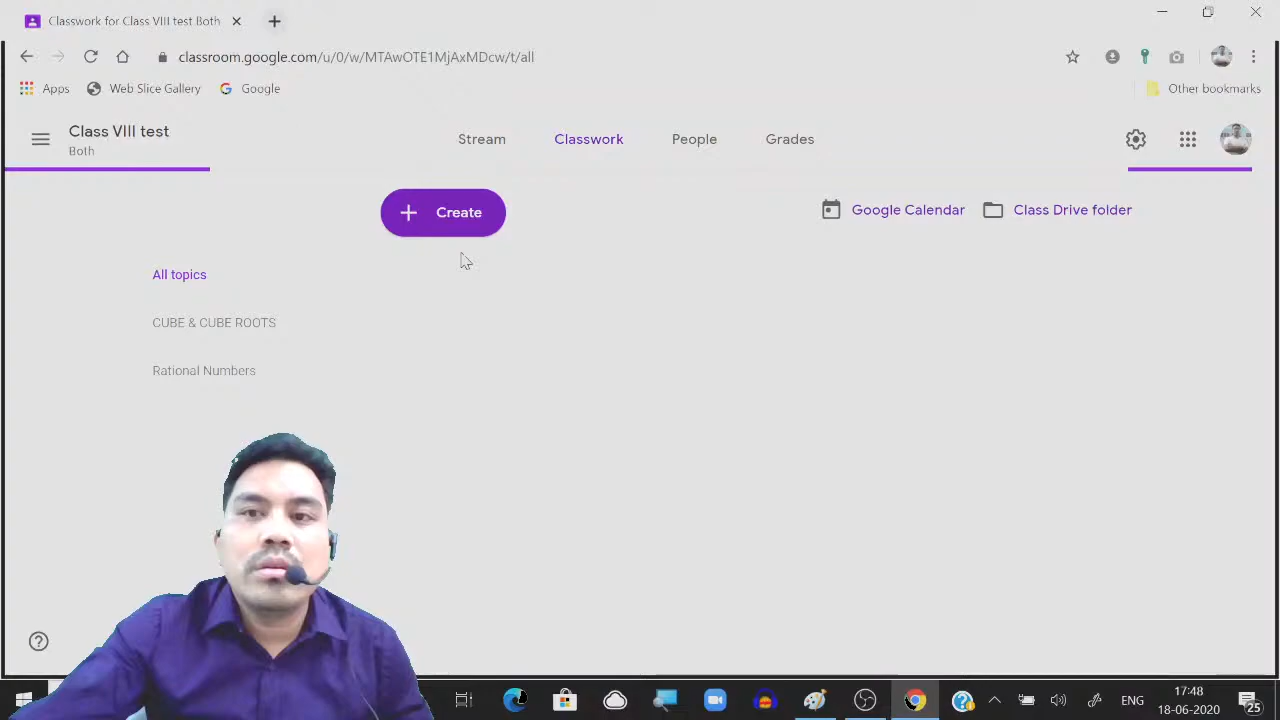 Classwork for Class VIII test Both
classroom.google.com/u/0/w/MTAwOTE1MjAxMDcw/t/all
Apps
Web Slice Gallery
Google
Other bookmarks
Class VIII test
Both
Stream
Classwork
People
Grades
Create
Google Calendar
Class Drive folder
All topics
CUBE & CUBE ROOTS
Rational Numbers
ENG
17:48
18-06-2020
25